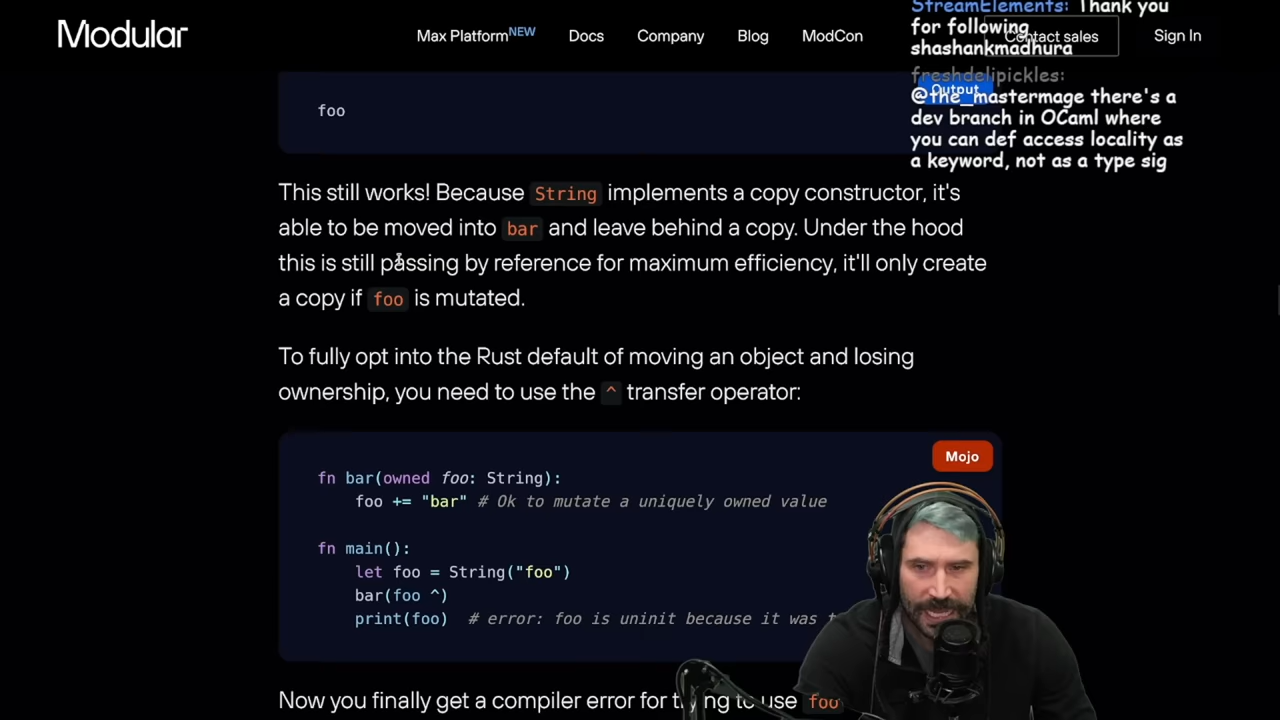 Modular
Max Platform NEW
Docs
Company
Blog
ModCon
Contact sales
Sign In
StreamElements: Thank you
for following
shashankmadhura
freshdelipickles:
@the_mastermage there's a
dev branch in OCaml where
you can def access locality as
a keyword, not as a type sig
Output
foo
This still works! Because String implements a copy constructor, it's
able to be moved into bar and leave behind a copy. Under the hood
this is still passing by reference for maximum efficiency, it'll only create
a copy if foo is mutated.
To fully opt into the Rust default of moving an object and losing
ownership, you need to use the ^ transfer operator:
Mojo
fn bar(owned foo: String):
foo += "bar" # Ok to mutate a uniquely owned value
fn main():
let foo = String("foo")
bar(foo ^)
print(foo) # error: foo is uninit because it was
Now you finally get a compiler error for trying to use foo